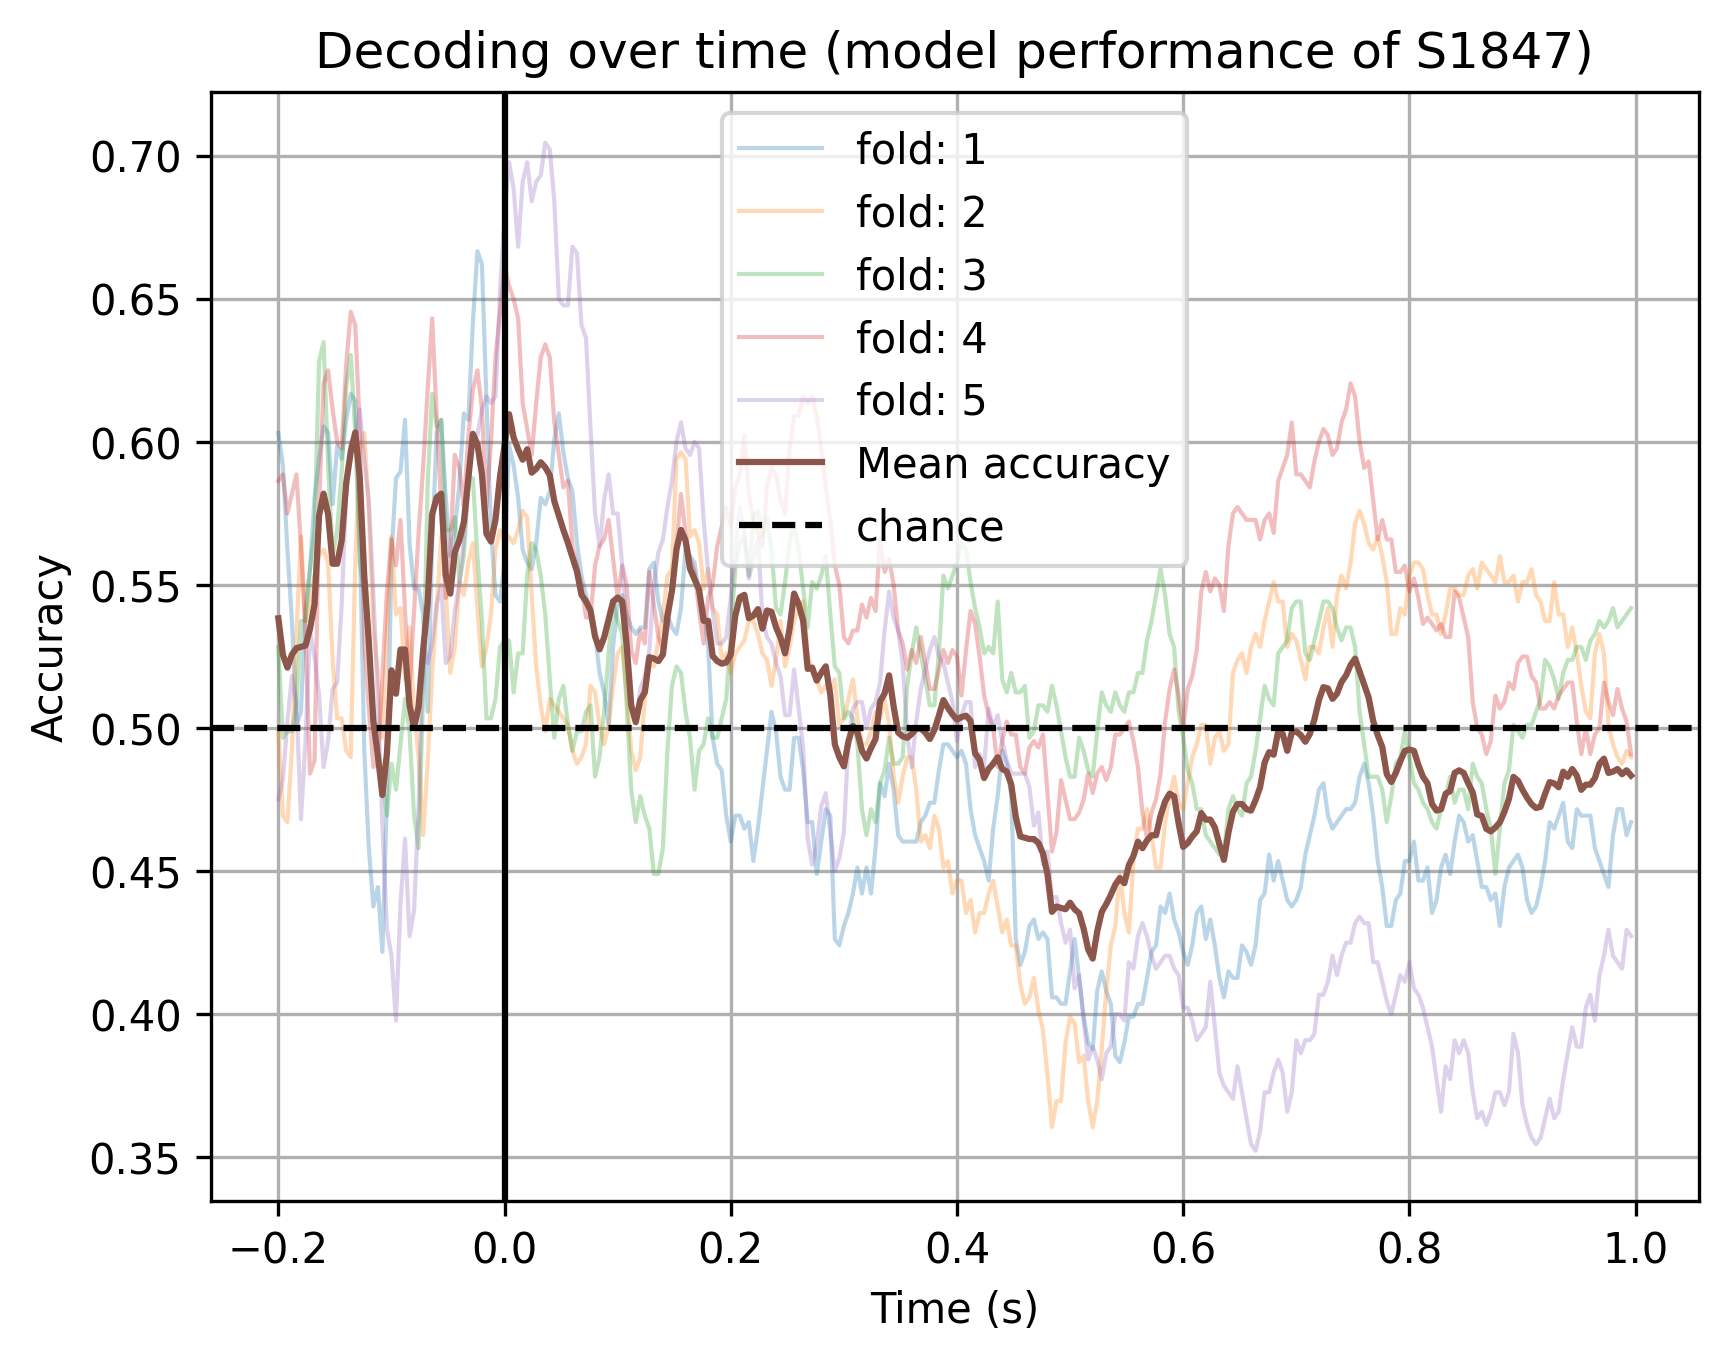 Decoding over time (model performance of S1847)
Accuracy
0.70
0.65
0.60
0.55
0.50
0.45
0.40
0.35
fold: 1
fold: 2
fold: 3
fold: 4
fold: 5
Mean accuracy
chance
−0.2 0.0 0.2 0.4 0.6 0.8 1.0
Time (s)